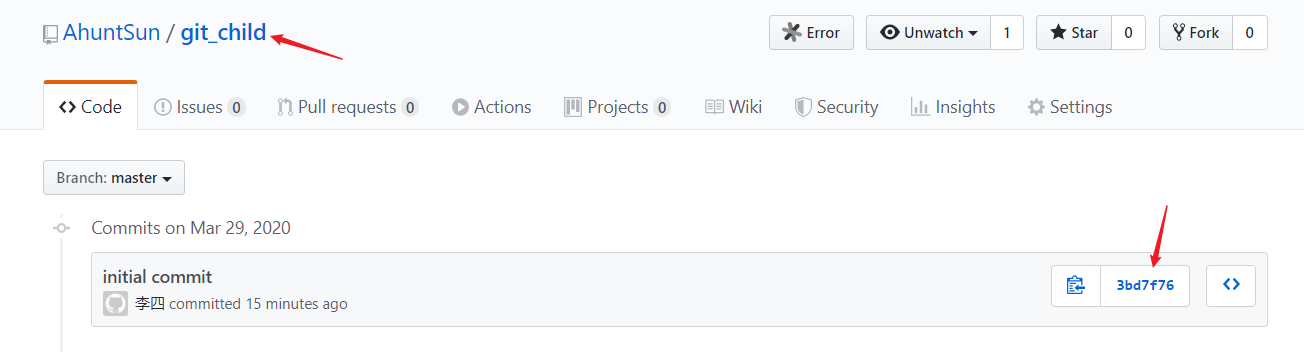 AhuntSun / git_child
Error
Unwatch 1
Star 0
Fork 0
Code
Issues 0
Pull requests 0
Actions
Projects 0
Wiki
Security
Insights
Settings
Branch: master
Commits on Mar 29, 2020
initial commit
李四 committed 15 minutes ago
3bd7f76